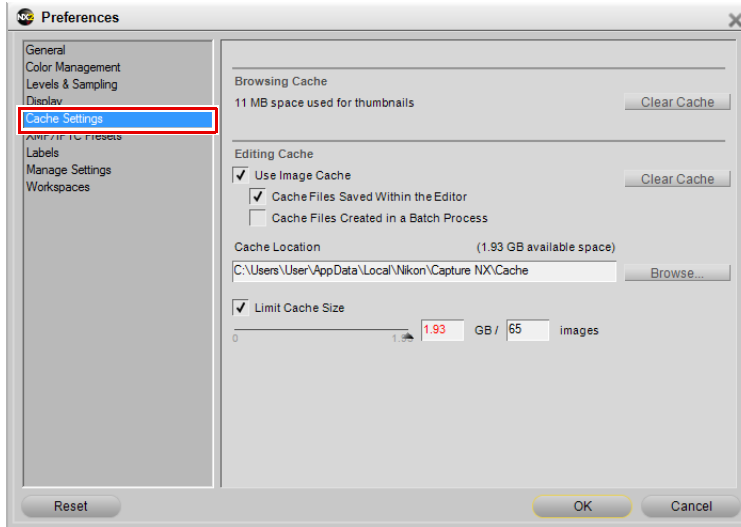 NX2 Preferences
General
Color Management
Levels & Sampling
Display
Cache Settings
XMP/IPTC Presets
Labels
Manage Settings
Workspaces
Browsing Cache
11 MB space used for thumbnails
Clear Cache
Editing Cache
Use Image Cache
Clear Cache
Cache Files Saved Within the Editor
Cache Files Created in a Batch Process
Cache Location (1.93 GB available space)
C:\Users\User\AppData\Local\Nikon\Capture NX\Cache
Browse...
Limit Cache Size
0 1.93 1.93 GB / 65 images
Reset OK Cancel